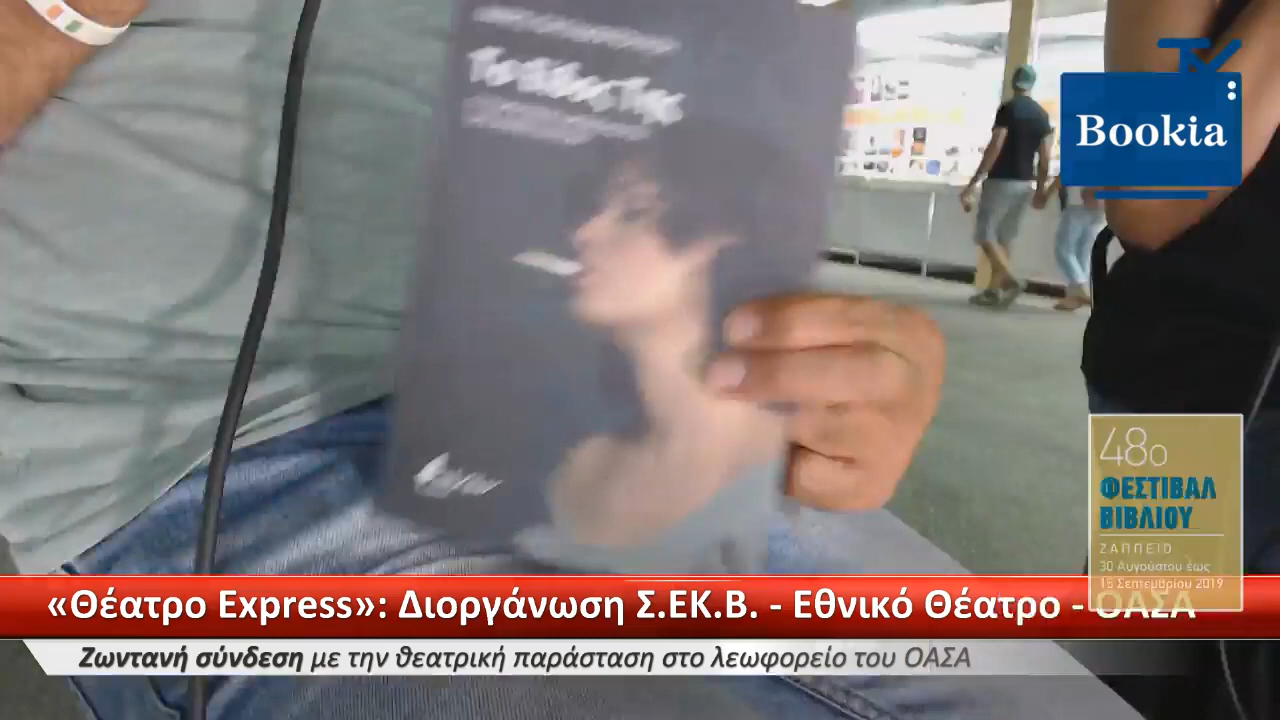 Bookia
48ο
ΦΕΣΤΙΒΑΛ
ΒΙΒΛΙΟΥ
ΖΑΠΠΕΙΟ
30 Αυγούστου έως
15 Σεπτεμβρίου 2019
«Θέατρο Express»: Διοργάνωση Σ.ΕΚ.Β. - Εθνικό Θέατρο - ΟΑΣΑ
Ζωντανή σύνδεση με την θεατρική παράσταση στο λεωφορείο του ΟΑΣΑ